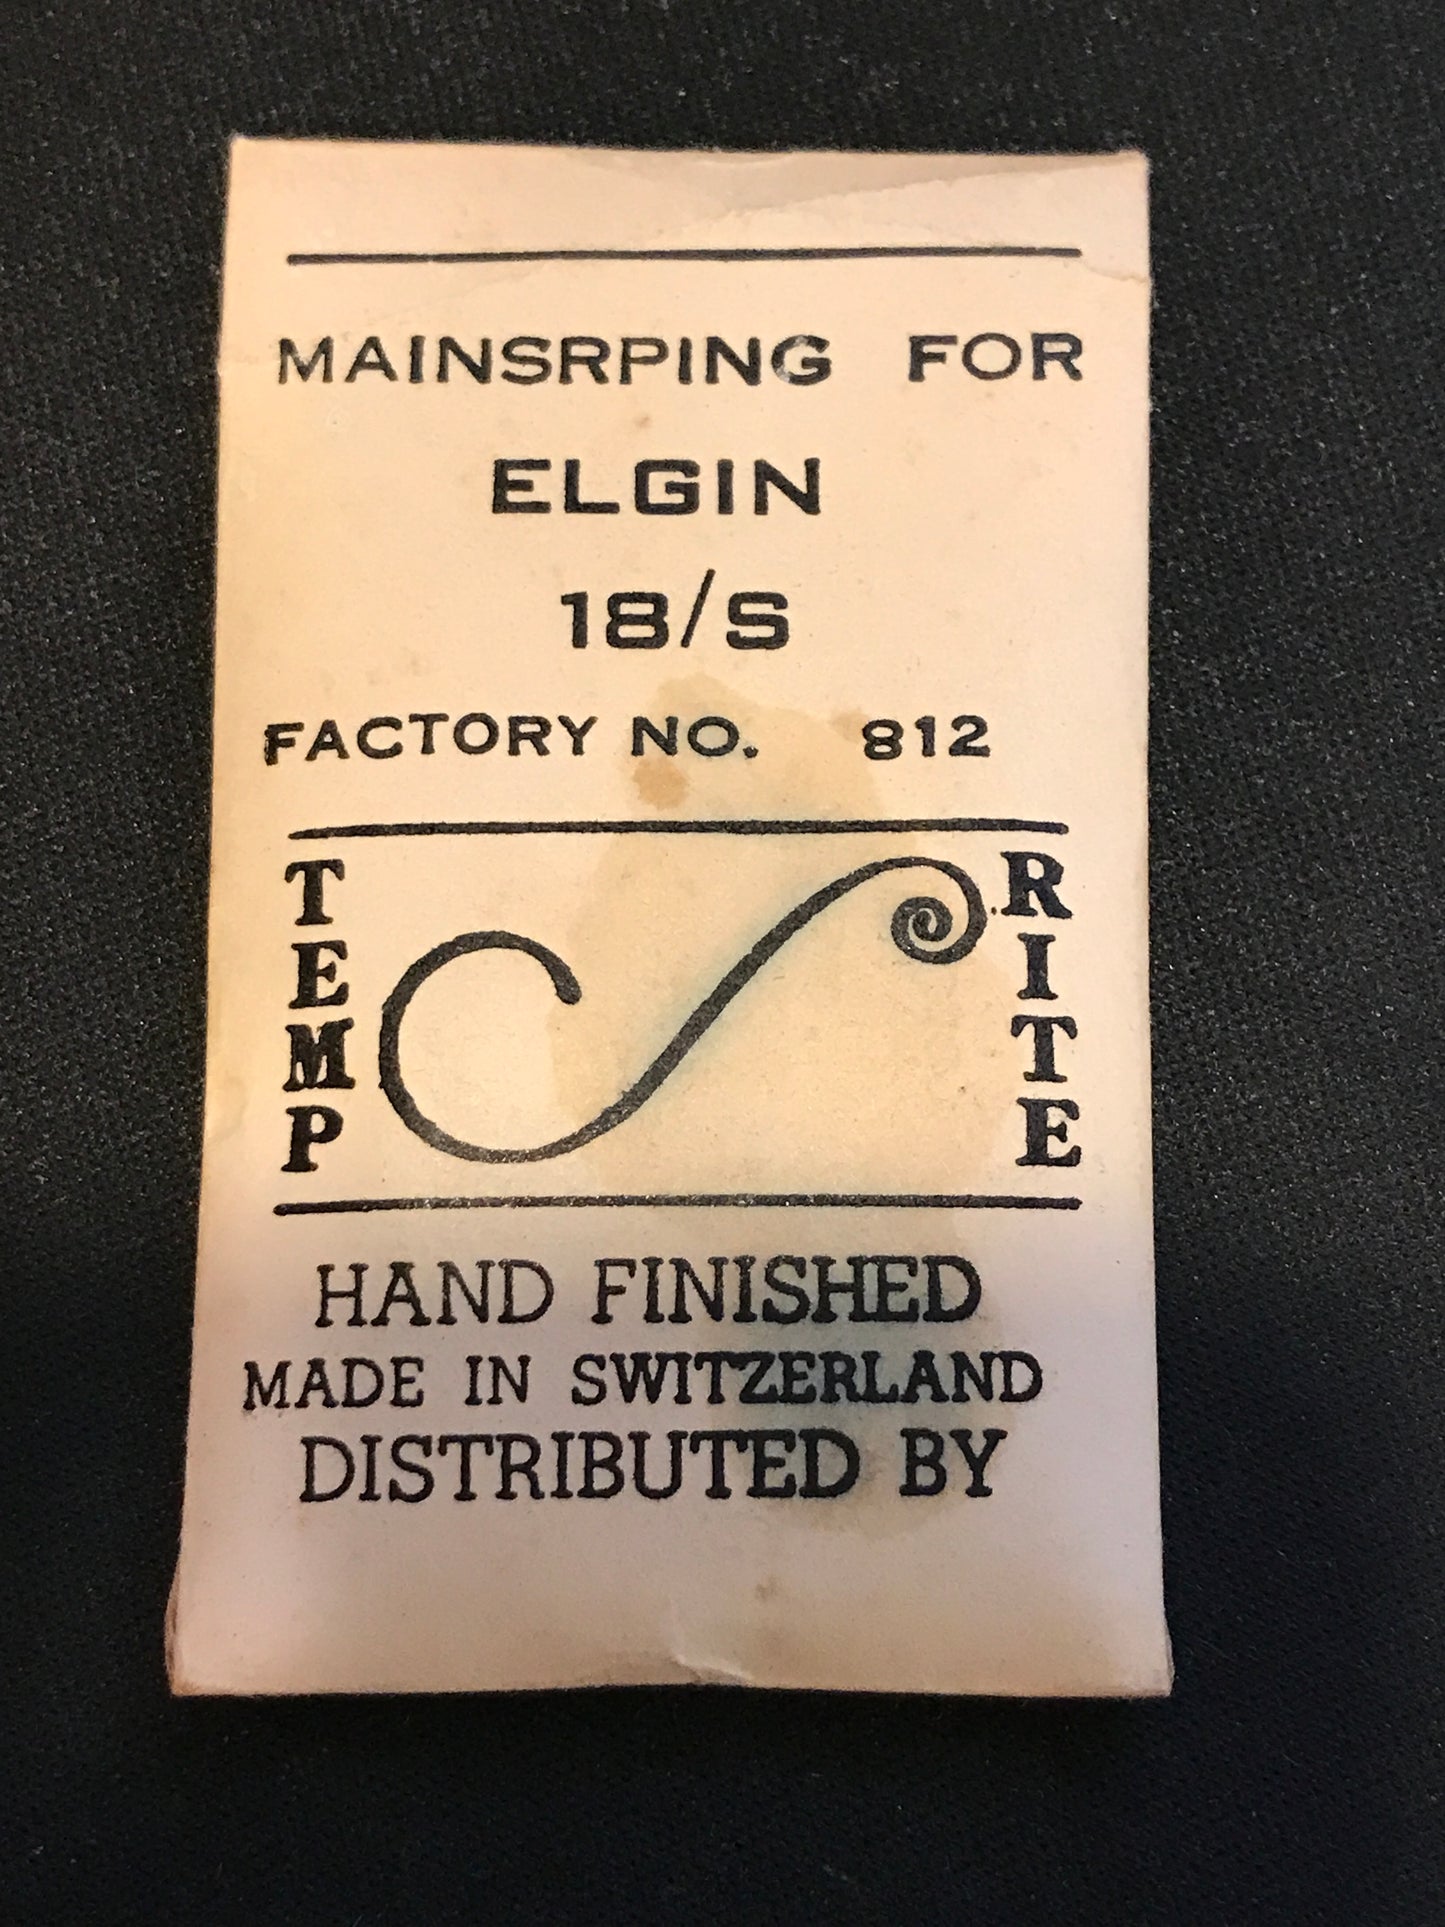 MAINSRPING FOR
ELGIN
18/S
FACTORY NO. 812
TEMP
RITE
HAND FINISHED
MADE IN SWITZERLAND
DISTRIBUTED BY